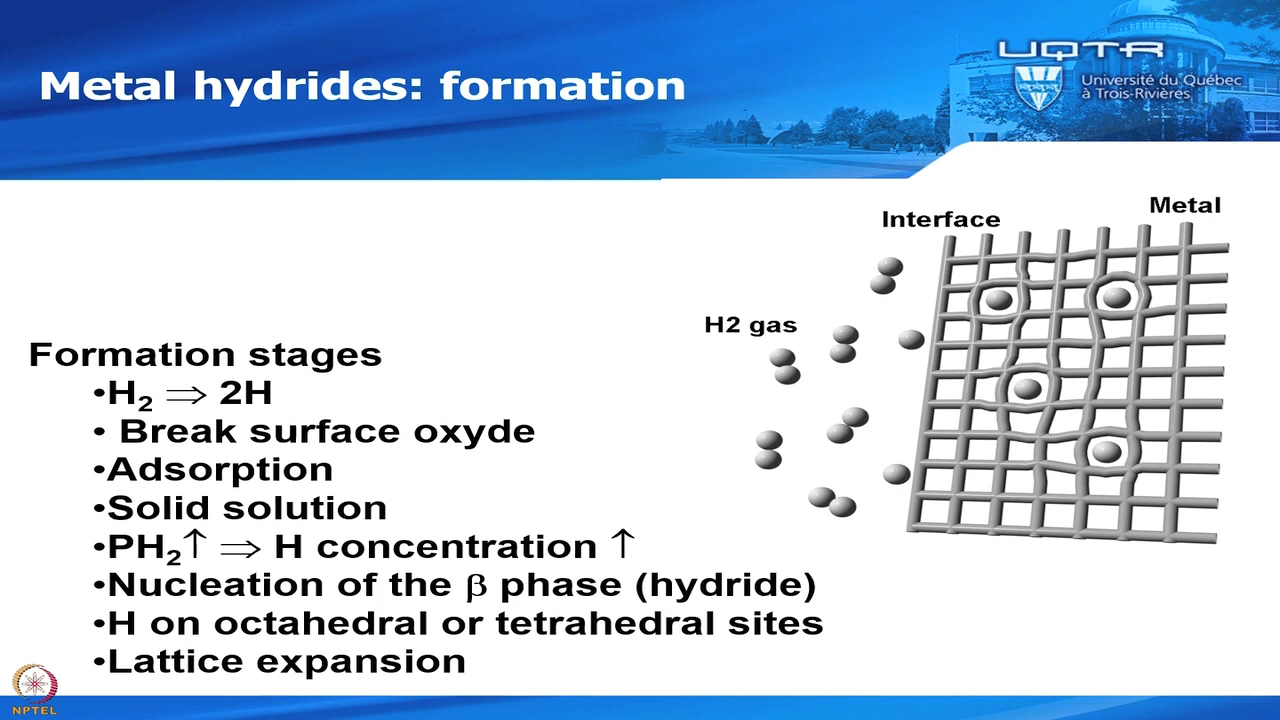 Metal hydrides: formation
UQTR
Université du Québec
à Trois-Rivières
Interface
Metal
H2 gas
Formation stages
•H₂ ⇒ 2H
• Break surface oxyde
•Adsorption
•Solid solution
•PH₂↑ ⇒ H concentration ↑
•Nucleation of the β phase (hydride)
•H on octahedral or tetrahedral sites
•Lattice expansion
NPTEL